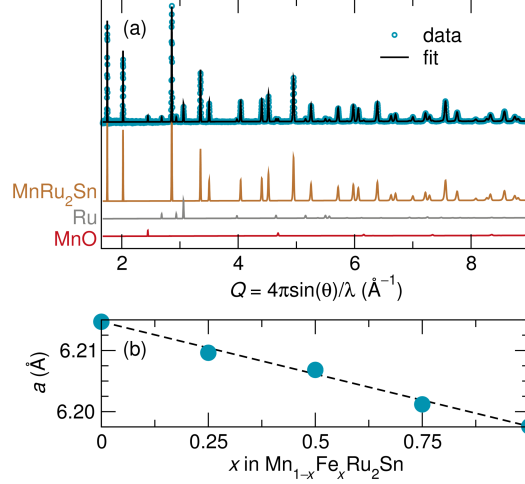 (a)
data
fit
MnRu₂Sn
Ru
MnO
2 4 6 8
Q = 4πsin(θ)/λ (Å⁻¹)
(b)
a (Å)
6.21
6.20
0 0.25 0.5 0.75 1
x in Mn₁₋ₓFeₓRu₂Sn